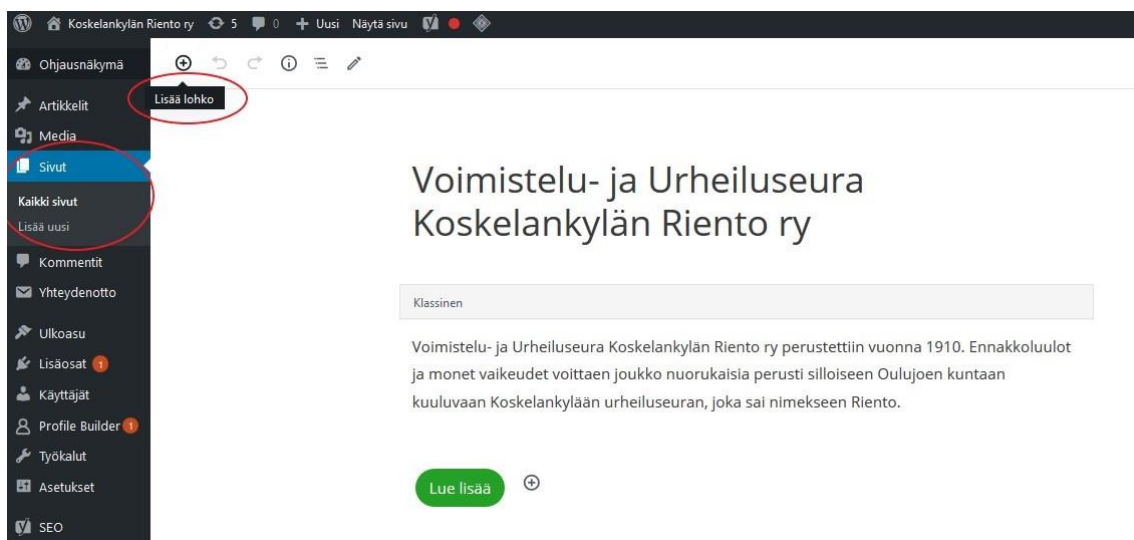 Koskelankylän Riento ry 5 0 + Uusi Näytä sivu
Ohjausnäkymä
Artikkelit
Media
Sivut
Kaikki sivut
Lisää uusi
Kommentit
Yhteydenotto
Ulkoasu
Lisäosat 1
Käyttäjät
Profile Builder 1
Työkalut
Asetukset
SEO
Lisää lohko
Voimistelu- ja Urheiluseura
Koskelankylän Riento ry
Klassinen
Voimistelu- ja Urheiluseura Koskelankylän Riento ry perustettiin vuonna 1910. Ennakkoluulot
ja monet vaikeudet voittaen joukko nuorukaisia perusti silloiseen Oulujoen kuntaan
kuuluvaan Koskelankylään urheiluseuran, joka sai nimekseen Riento.
Lue lisää